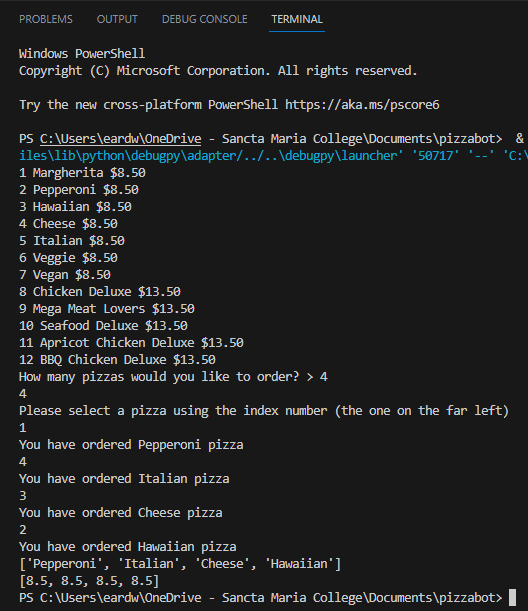 PROBLEMS OUTPUT DEBUG CONSOLE TERMINAL
Windows PowerShell
Copyright (C) Microsoft Corporation. All rights reserved.
Try the new cross-platform PowerShell https://aka.ms/pscore6
PS C:\Users\eardw\OneDrive - Sancta Maria College\Documents\pizzabot> &
iles\lib\python\debugpy\adapter/../..\debugpy\launcher' '50717' '--' 'C:\
1 Margherita $8.50
2 Pepperoni $8.50
3 Hawaiian $8.50
4 Cheese $8.50
5 Italian $8.50
6 Veggie $8.50
7 Vegan $8.50
8 Chicken Deluxe $13.50
9 Mega Meat Lovers $13.50
10 Seafood Deluxe $13.50
11 Apricot Chicken Deluxe $13.50
12 BBQ Chicken Deluxe $13.50
How many pizzas would you like to order? > 4
4
Please select a pizza using the index number (the one on the far left)
1
You have ordered Pepperoni pizza
4
You have ordered Italian pizza
3
You have ordered Cheese pizza
2
You have ordered Hawaiian pizza
['Pepperoni', 'Italian', 'Cheese', 'Hawaiian']
[8.5, 8.5, 8.5, 8.5]
PS C:\Users\eardw\OneDrive - Sancta Maria College\Documents\pizzabot>